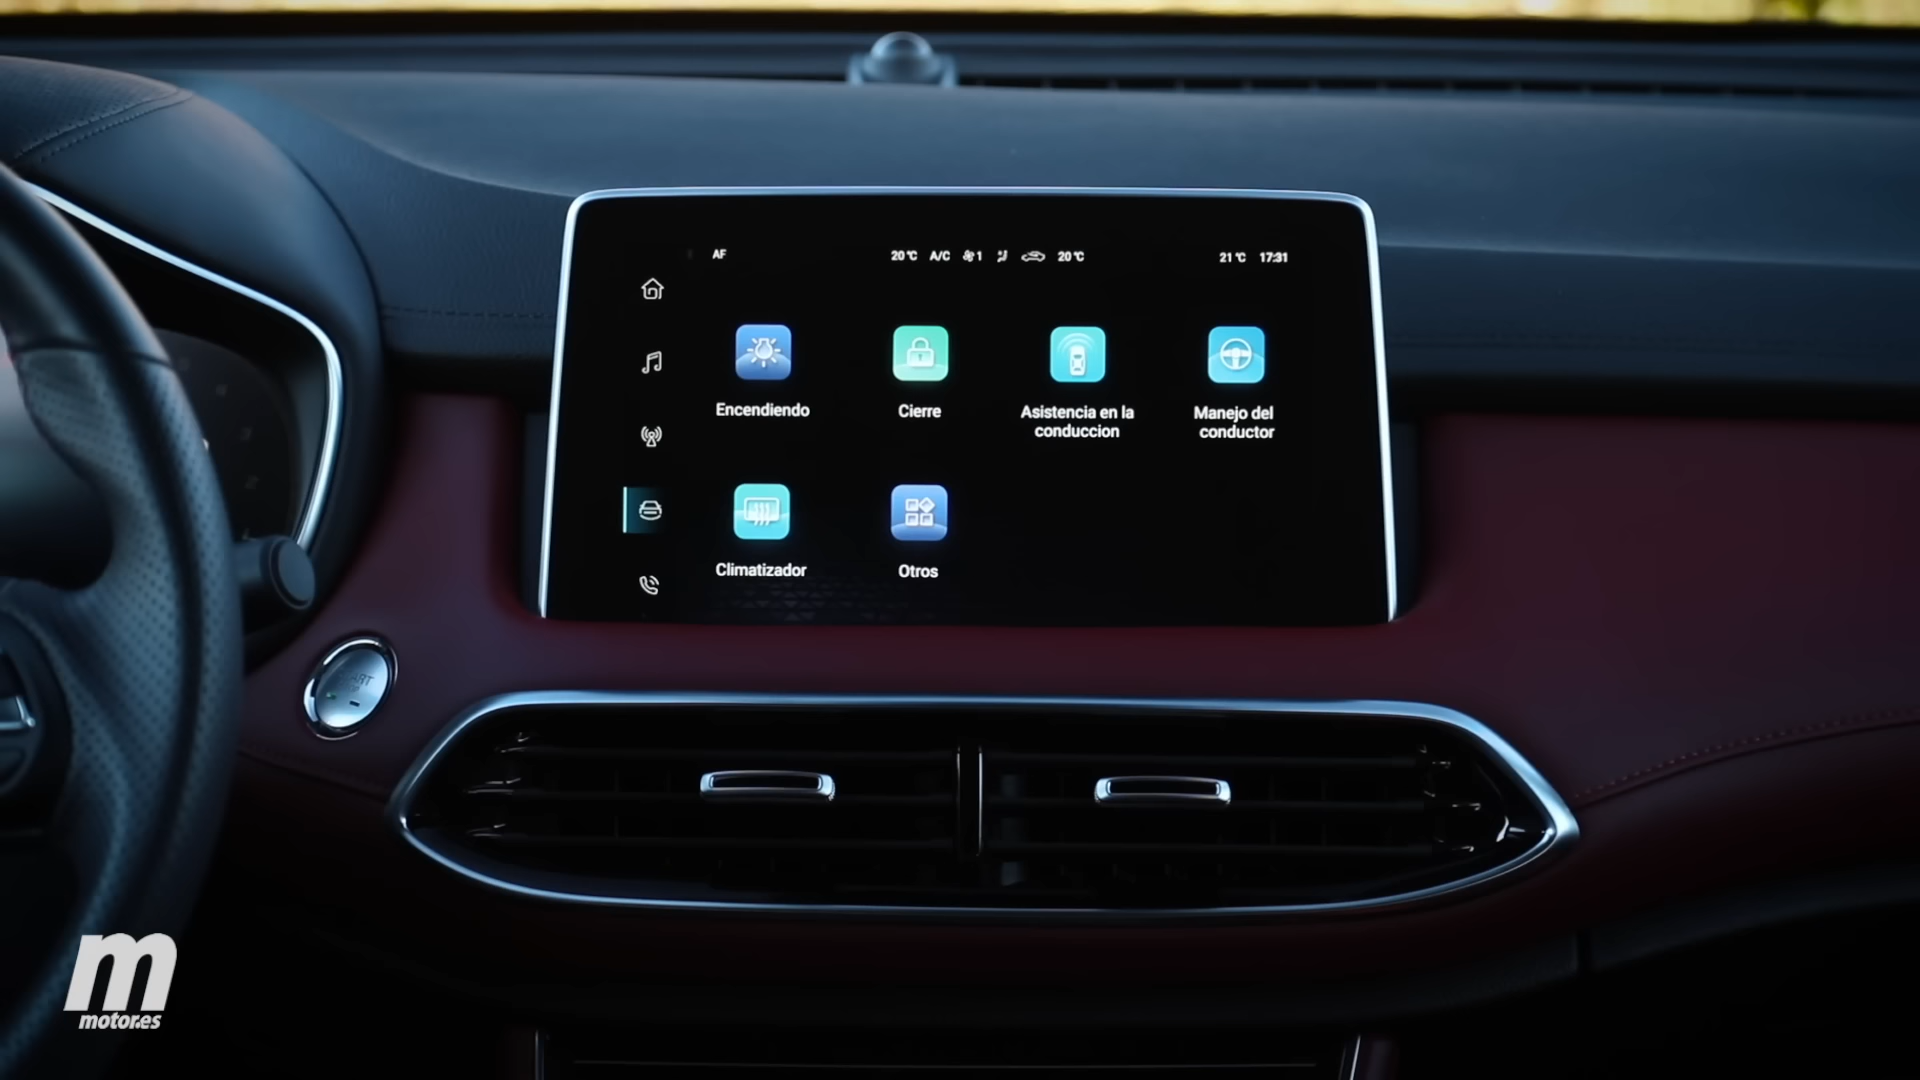 AF
20°C A/C 1 20°C
21°C 17:31
Encendiendo
Cierre
Asistencia en la
conduccion
Manejo del
conductor
Climatizador
Otros
m
motor.es